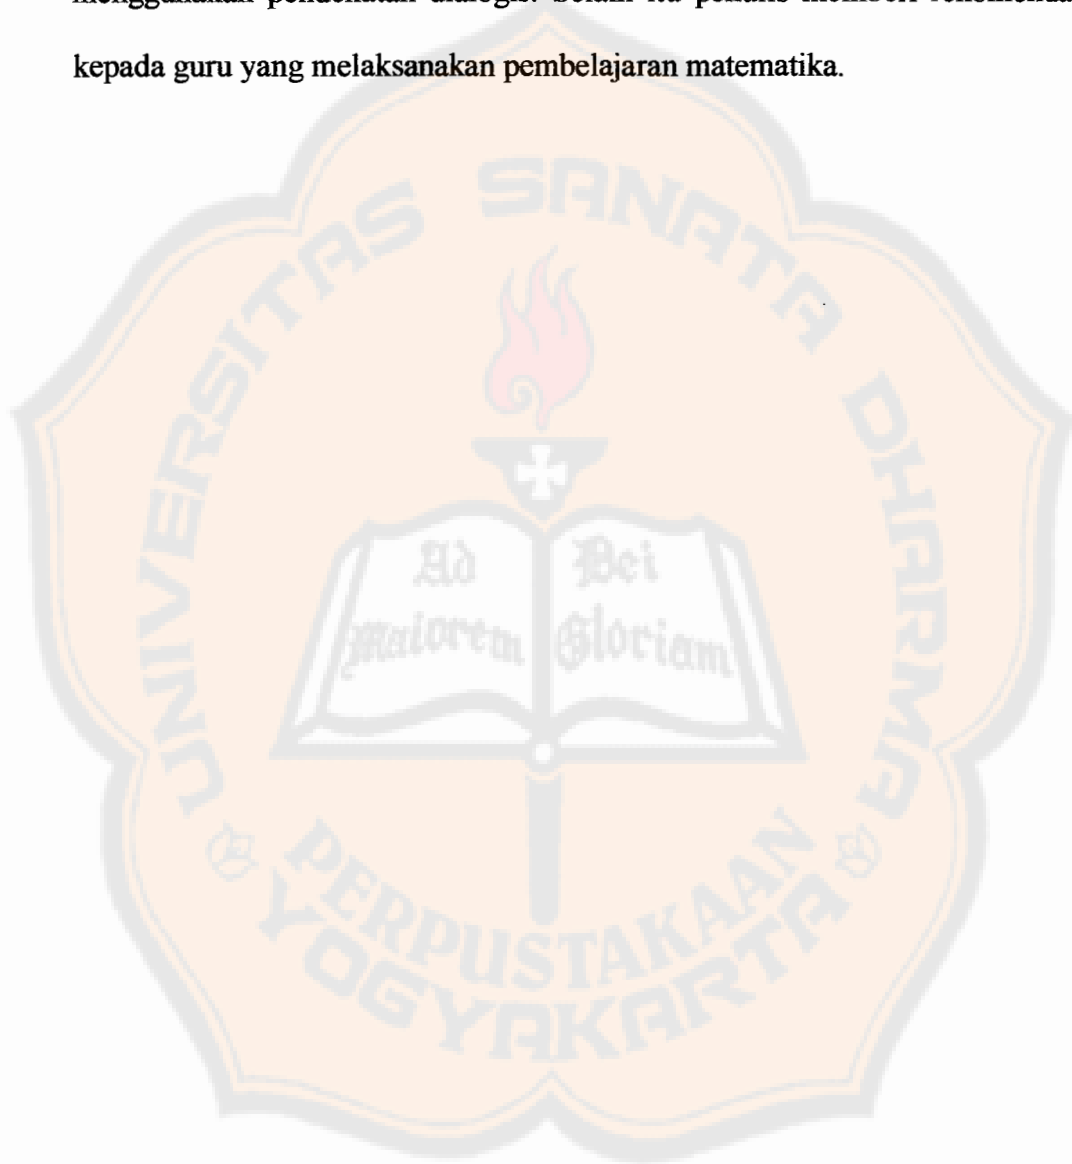 kepada guru yang melaksanakan pembelajaran matematika.
UNIVERSITAS SANATA DHARMA
Ad Dei
Maiorem Gloriam
PERPUSTAKAAN
YOGYAKARTA